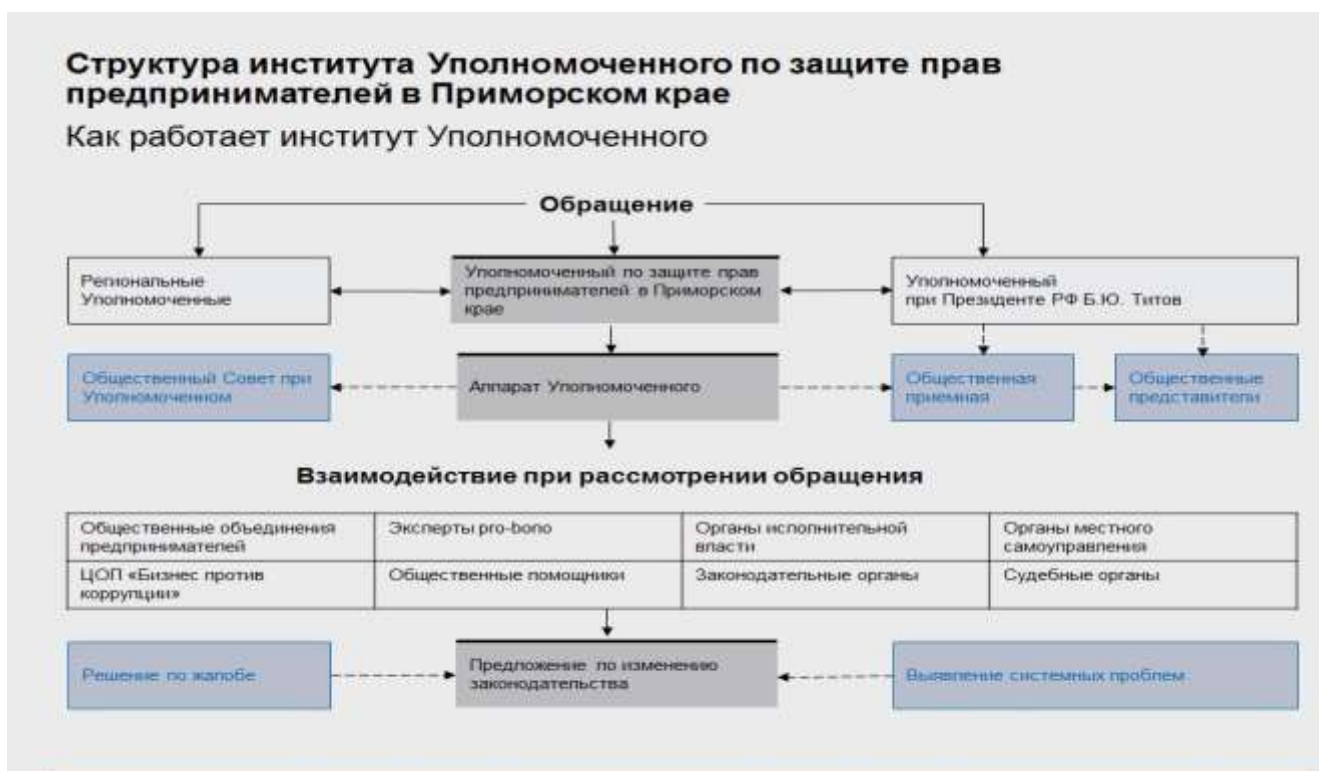 Структура института Уполномоченного по защите прав
предпринимателей в Приморском крае
Как работает институт Уполномоченного
Обращение
Региональные
Уполномоченные
Уполномоченный по защите прав
предпринимателей в Приморском
крае
Уполномоченный
при Президенте РФ Б.Ю. Титов
Общественный Совет при
Уполномоченном
Аппарат Уполномоченного
Общественная
приемная
Общественные
представители
Взаимодействие при рассмотрении обращения
Общественные объединения
предпринимателей
Эксперты pro-bono
Органы исполнительной
власти
Органы местного
самоуправления
ЦОП «Бизнес против
коррупции»
Общественные помощники
Законодательные органы
Судебные органы
Решение по жалобе
Предложение по изменению
законодательства
Выявление системных проблем